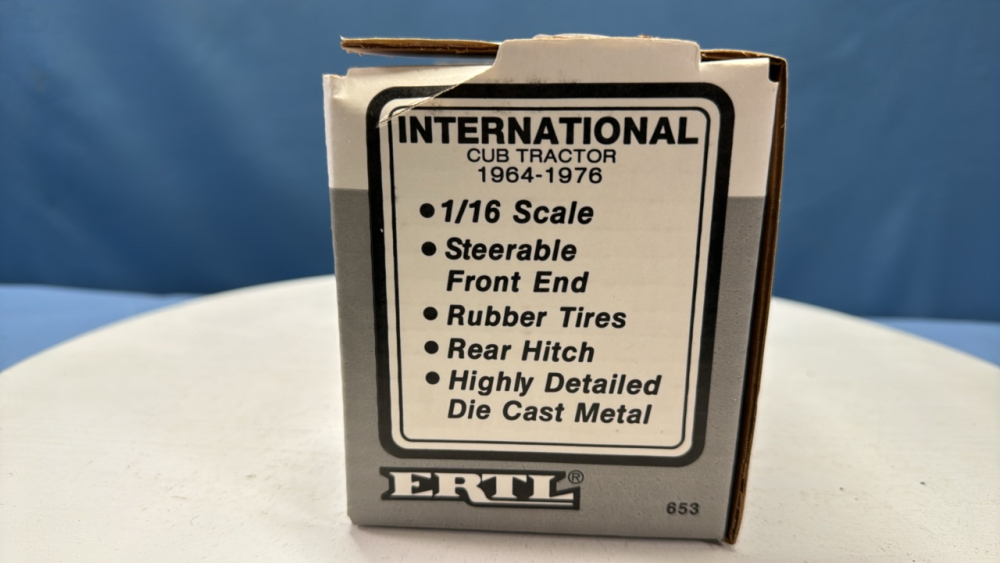 INTERNATIONAL
CUB TRACTOR
1964-1976
• 1/16 Scale
• Steerable
Front End
• Rubber Tires
• Rear Hitch
• Highly Detailed
Die Cast Metal
ERTL®
653